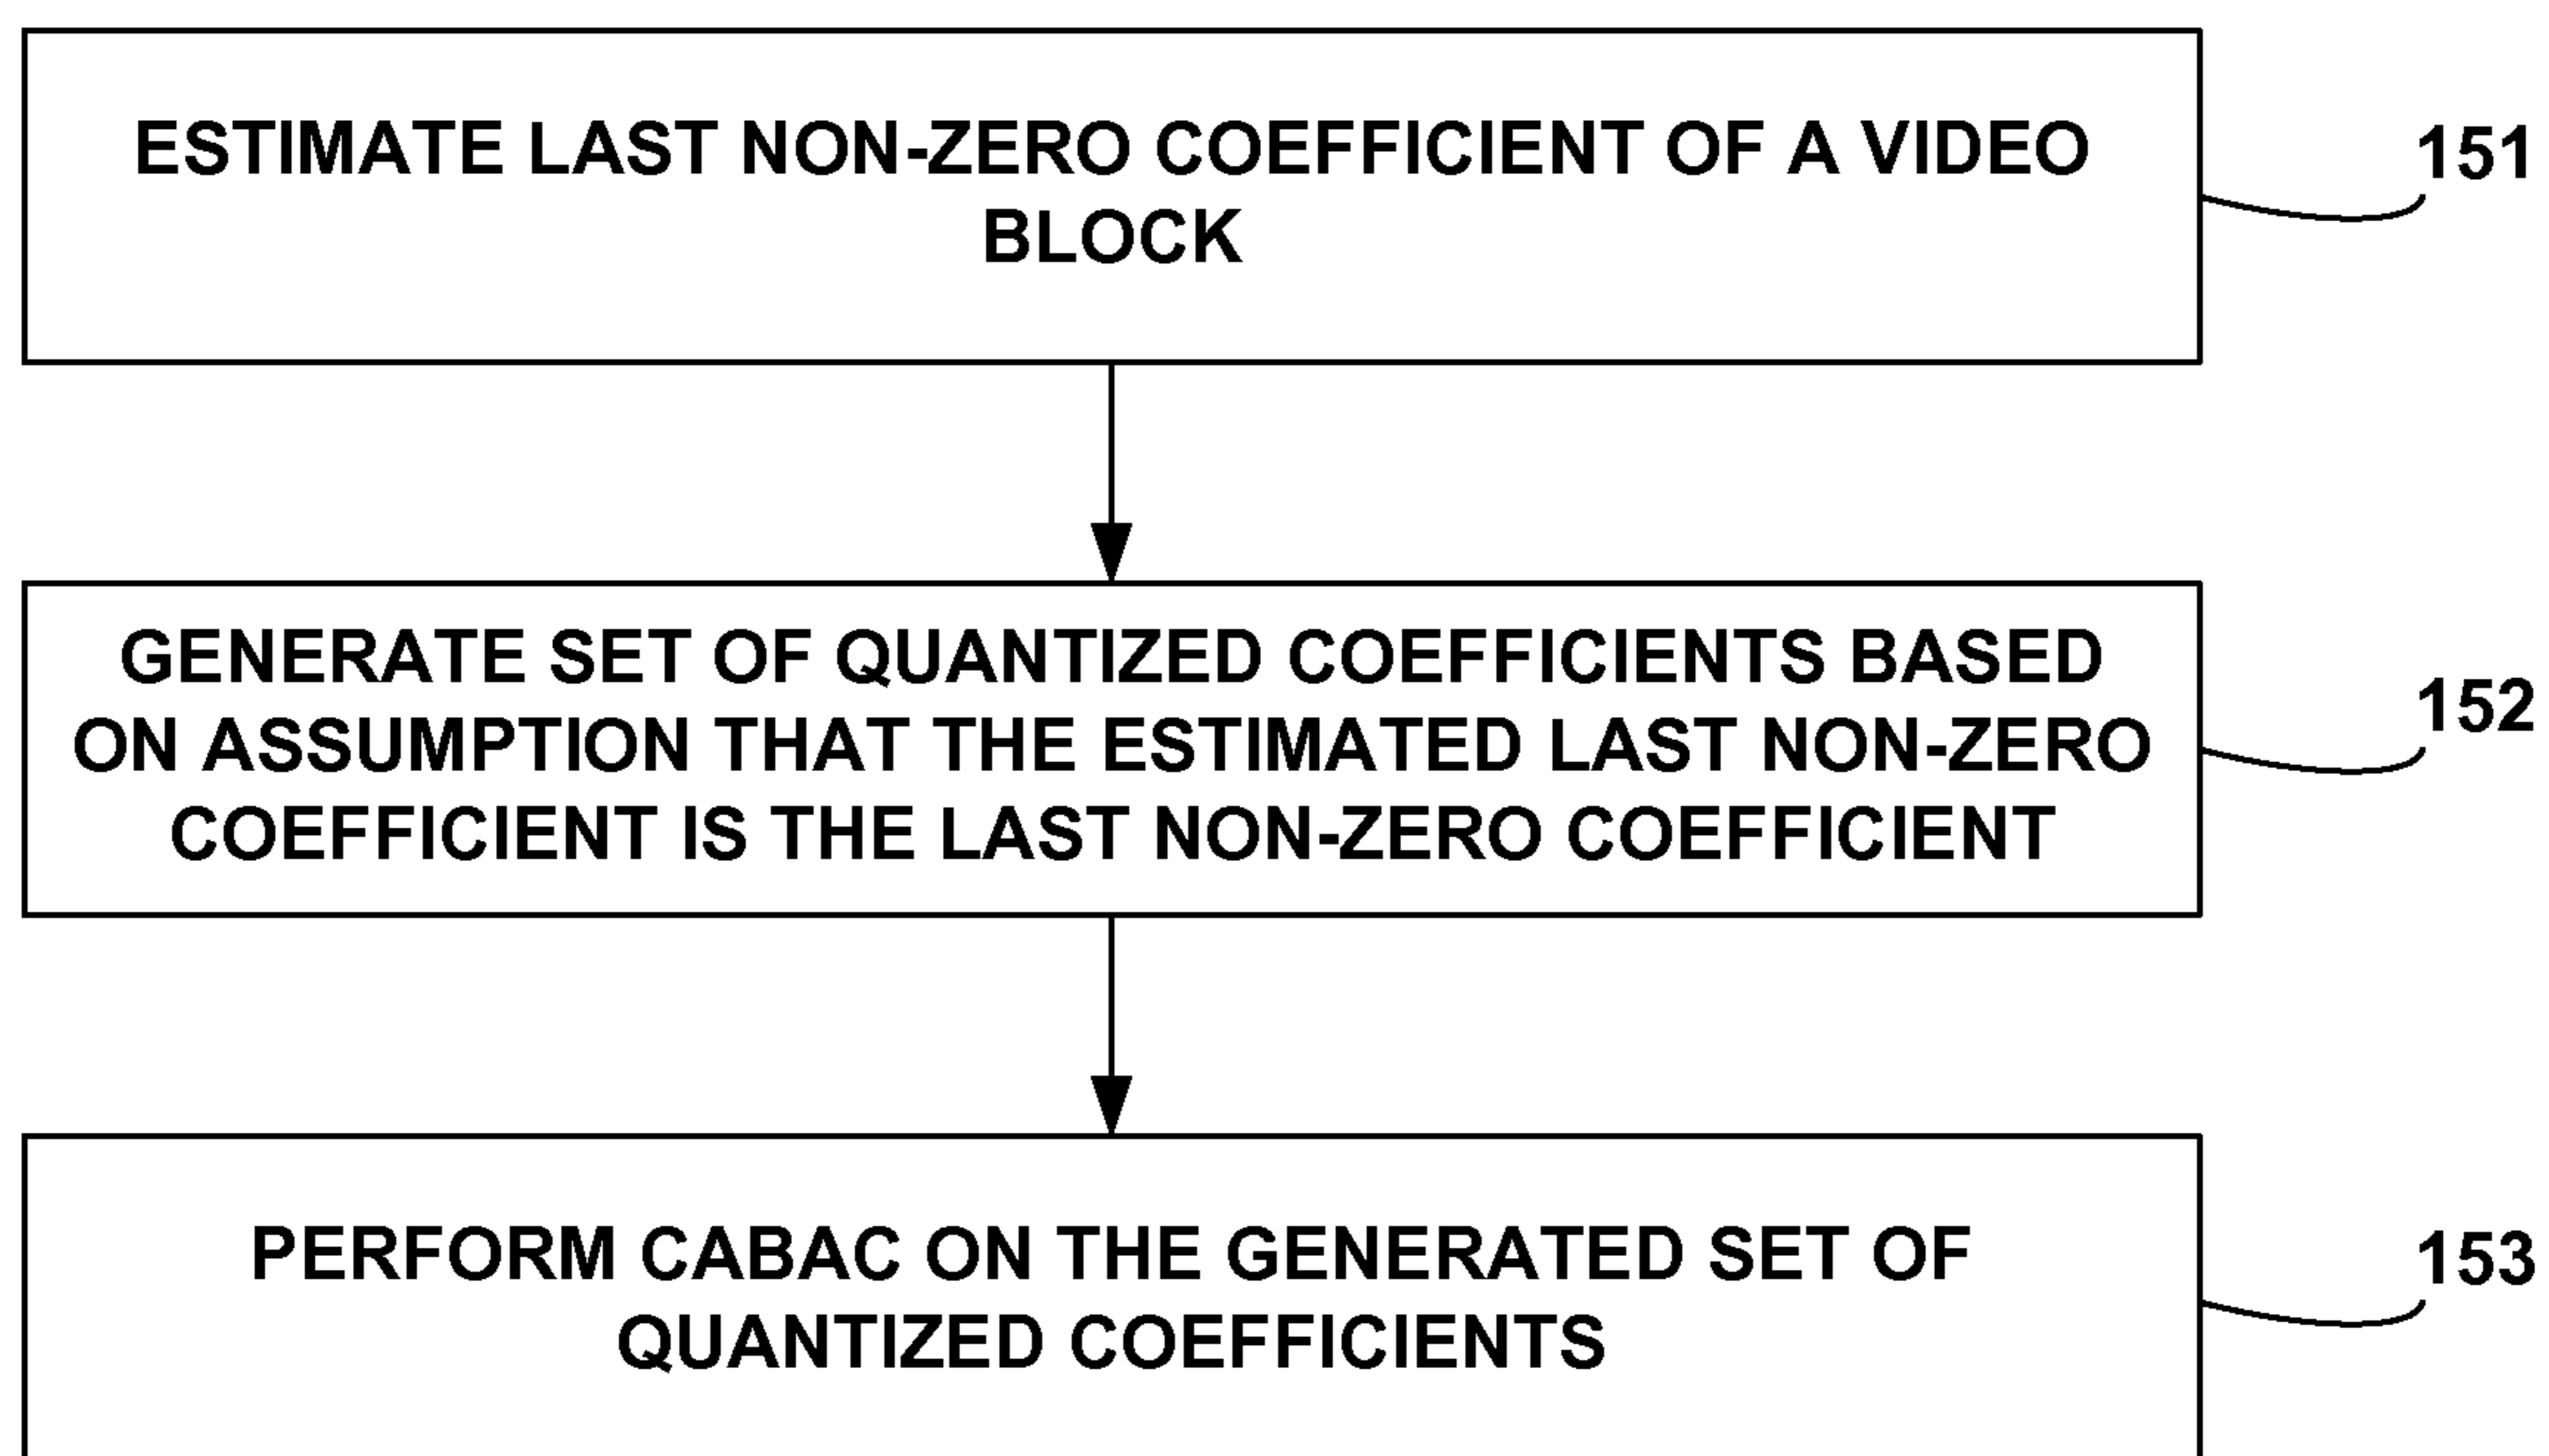 ESTIMATE LAST NON-ZERO COEFFICIENT OF A VIDEO
BLOCK
151
GENERATE SET OF QUANTIZED COEFFICIENTS BASED
ON ASSUMPTION THAT THE ESTIMATED LAST NON-ZERO
COEFFICIENT IS THE LAST NON-ZERO COEFFICIENT
152
PERFORM CABAC ON THE GENERATED SET OF
QUANTIZED COEFFICIENTS
153